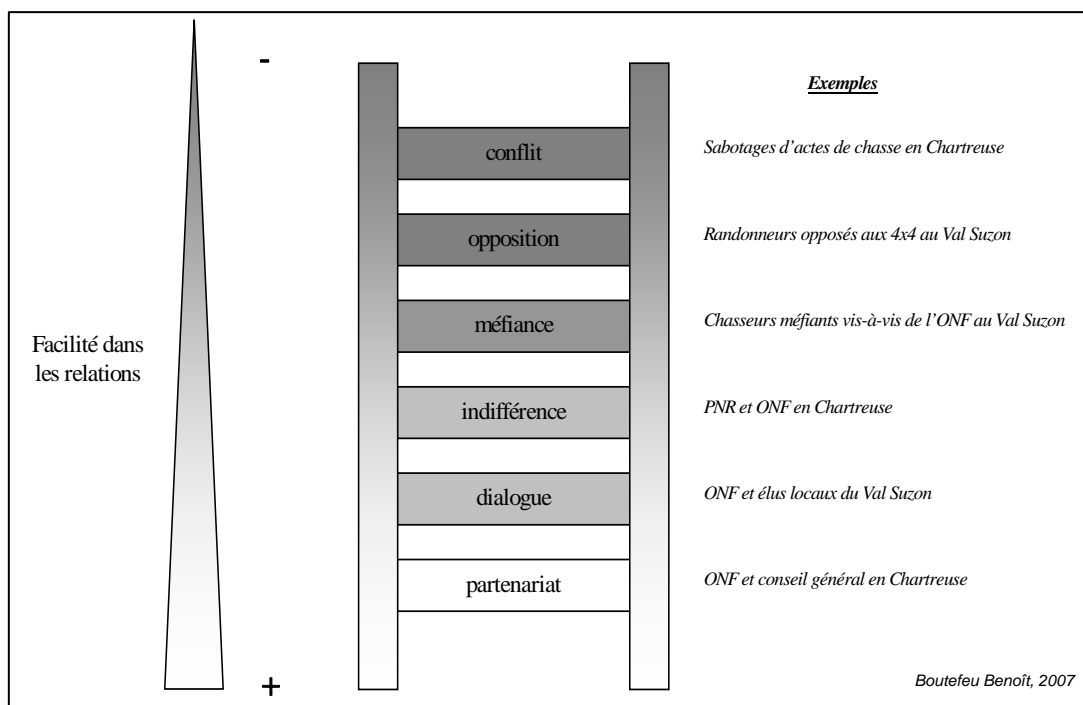 -
Exemples
conflit
Sabotages d'actes de chasse en Chartreuse
opposition
Randonneurs opposés aux 4x4 au Val Suzon
méfiance
Chasseurs méfiants vis-à-vis de l'ONF au Val Suzon
Facilité dans
les relations
indifférence
PNR et ONF en Chartreuse
dialogue
ONF et élus locaux du Val Suzon
partenariat
ONF et conseil général en Chartreuse
+
Boutefeu Benoît, 2007